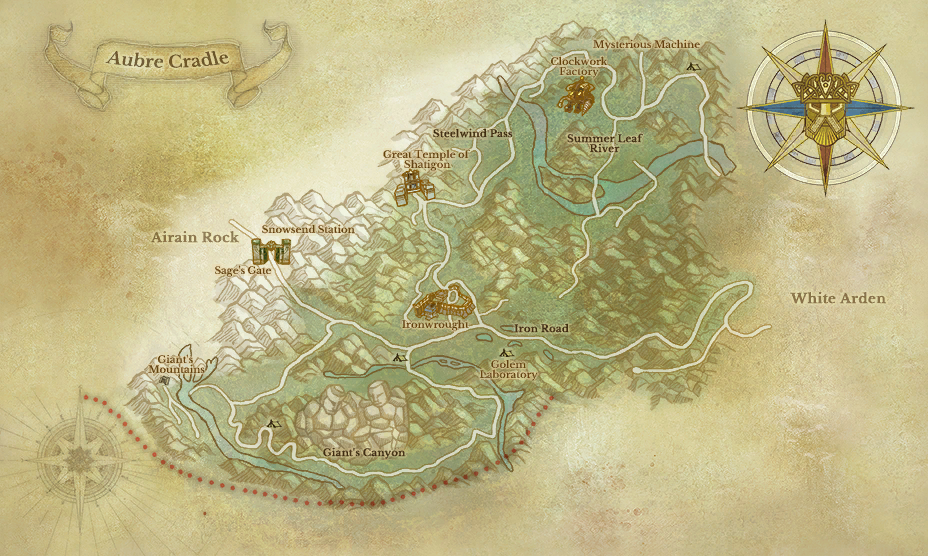 Aubre Cradle
Mysterious Machine
Clockwork
Factory
Steelwind Pass
Summer Leaf
River
Great Temple of
Shatigon
Airain Rock
Snowsend Station
Sage's Gate
White Arden
Ironwrought
Iron Road
Giant's
Mountains
Golem
Laboratory
Giant's Canyon